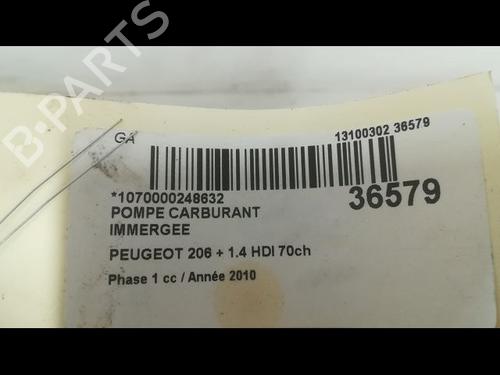 B-PARTS
GA
13100302 36579
*1070000248632
36579
POMPE CARBURANT
IMMERGEE
PEUGEOT 206 + 1.4 HDI 70ch
Phase 1 cc / Année 2010